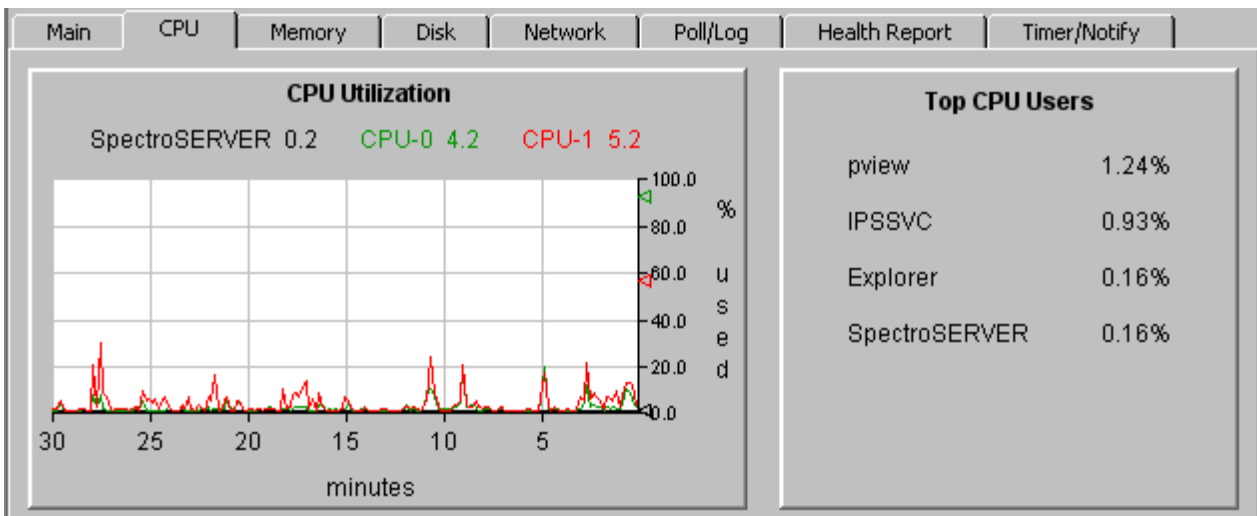 Main CPU Memory Disk Network Poll/Log Health Report Timer/Notify
CPU Utilization
SpectroSERVER 0.2 CPU-0 4.2 CPU-1 5.2
100.0
80.0
60.0
40.0
20.0
0.0
% used
30 25 20 15 10 5
minutes
Top CPU Users
pview 1.24%
IPSSVC 0.93%
Explorer 0.16%
SpectroSERVER 0.16%